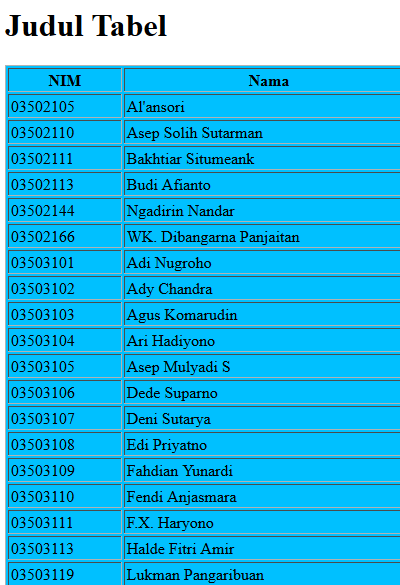 Judul Tabel
NIM Nama
03502105 Al'ansori
03502110 Asep Solih Sutarman
03502111 Bakhtiar Situmeank
03502113 Budi Afianto
03502144 Ngadirin Nandar
03502166 WK. Dibangarna Panjaitan
03503101 Adi Nugroho
03503102 Ady Chandra
03503103 Agus Komarudin
03503104 Ari Hadiyono
03503105 Asep Mulyadi S
03503106 Dede Suparno
03503107 Deni Sutarya
03503108 Edi Priyatno
03503109 Fahdian Yunardi
03503110 Fendi Anjasmara
03503111 F.X. Haryono
03503113 Halde Fitri Amir
03503119 Lukman Pangaribuan